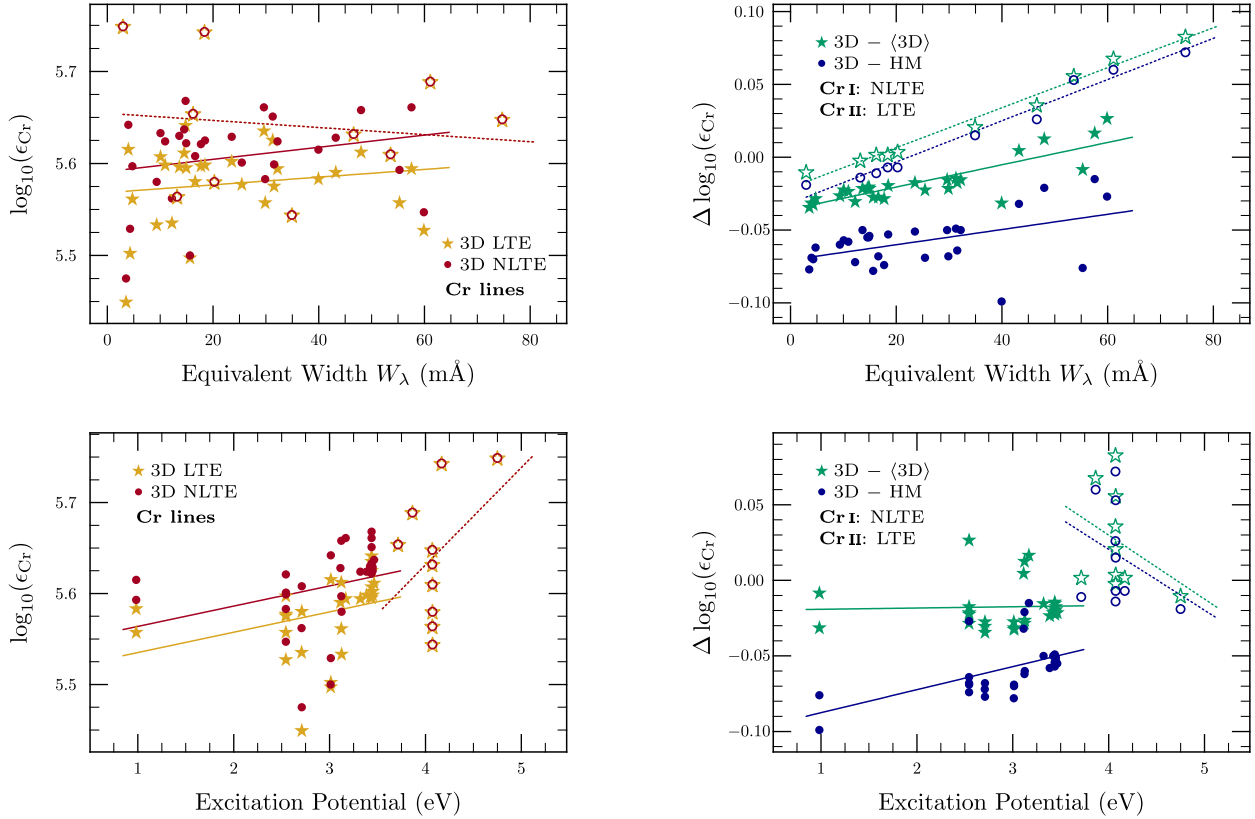 5.7
5.6
5.5
log10(ϵCr)
3D LTE
3D NLTE
Cr lines
0 20 40 60 80
Equivalent Width Wλ (mÅ)
0.10
0.05
0.00
−0.05
−0.10
Δ log10(ϵCr)
3D − ⟨3D⟩
3D − HM
Cr I: NLTE
Cr II: LTE
0 20 40 60 80
Equivalent Width Wλ (mÅ)
5.7
5.6
5.5
log10(ϵCr)
3D LTE
3D NLTE
Cr lines
1 2 3 4 5
Excitation Potential (eV)
0.05
0.00
−0.05
−0.10
Δ log10(ϵCr)
3D − ⟨3D⟩
3D − HM
Cr I: NLTE
Cr II: LTE
1 2 3 4 5
Excitation Potential (eV)